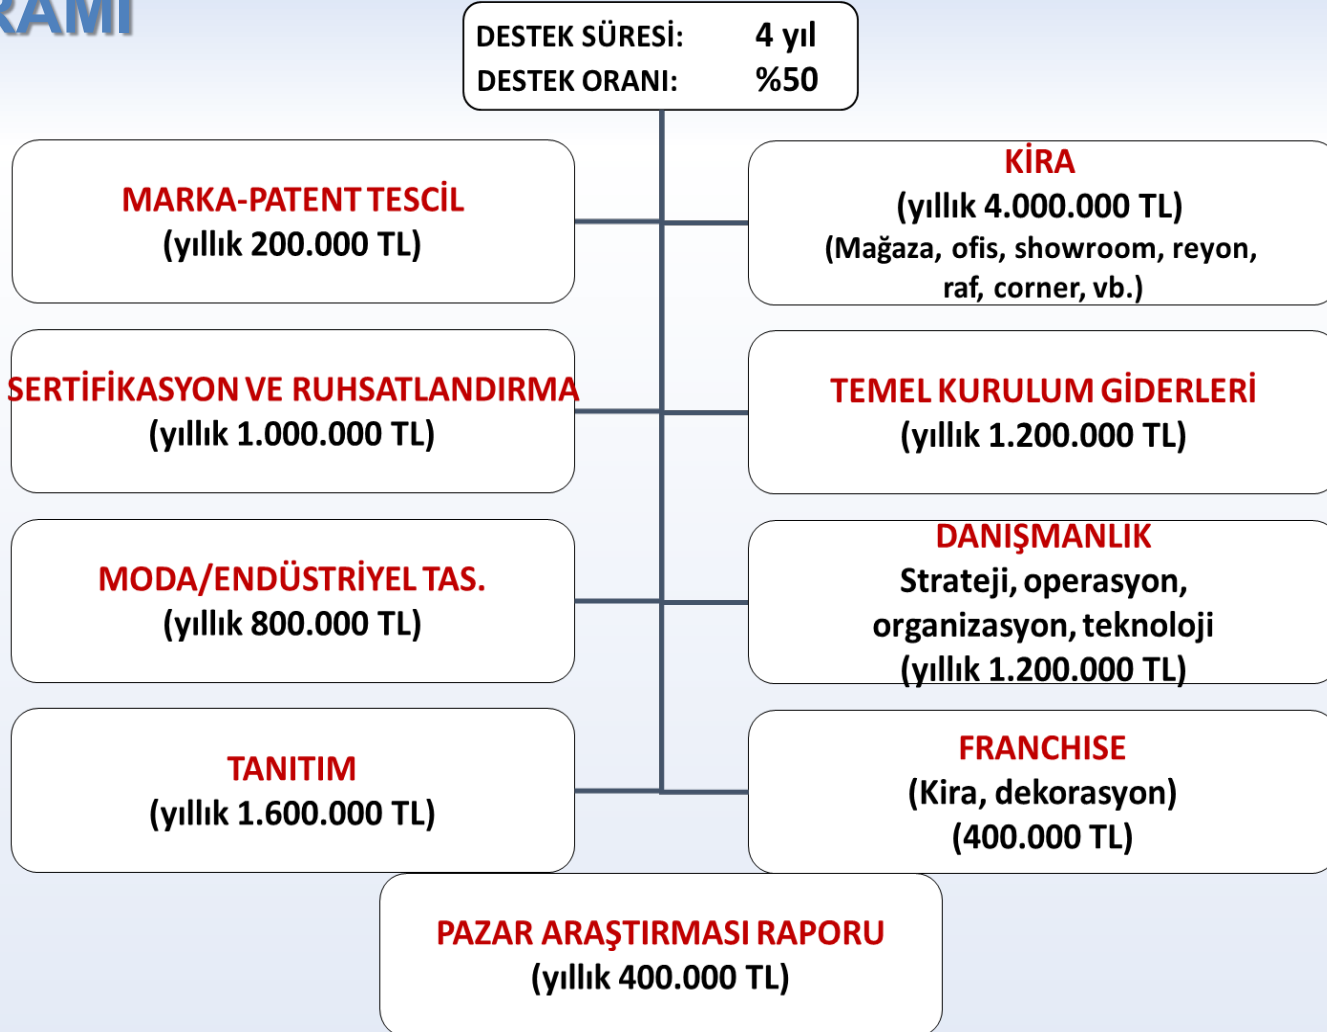 RAMI
DESTEK SÜRESİ: 4 yıl
DESTEK ORANI: %50
MARKA-PATENT TESCİL
(yıllık 200.000 TL)
KİRA
(yıllık 4.000.000 TL)
(Mağaza, ofis, showroom, reyon,
raf, corner, vb.)
SERTİFİKASYON VE RUHSATLANDIRMA
(yıllık 1.000.000 TL)
TEMEL KURULUM GİDERLERİ
(yıllık 1.200.000 TL)
MODA/ENDÜSTRİYEL TAS.
(yıllık 800.000 TL)
DANIŞMANLIK
Strateji, operasyon,
organizasyon, teknoloji
(yıllık 1.200.000 TL)
TANITIM
(yıllık 1.600.000 TL)
FRANCHISE
(Kira, dekorasyon)
(400.000 TL)
PAZAR ARAŞTIRMASI RAPORU
(yıllık 400.000 TL)